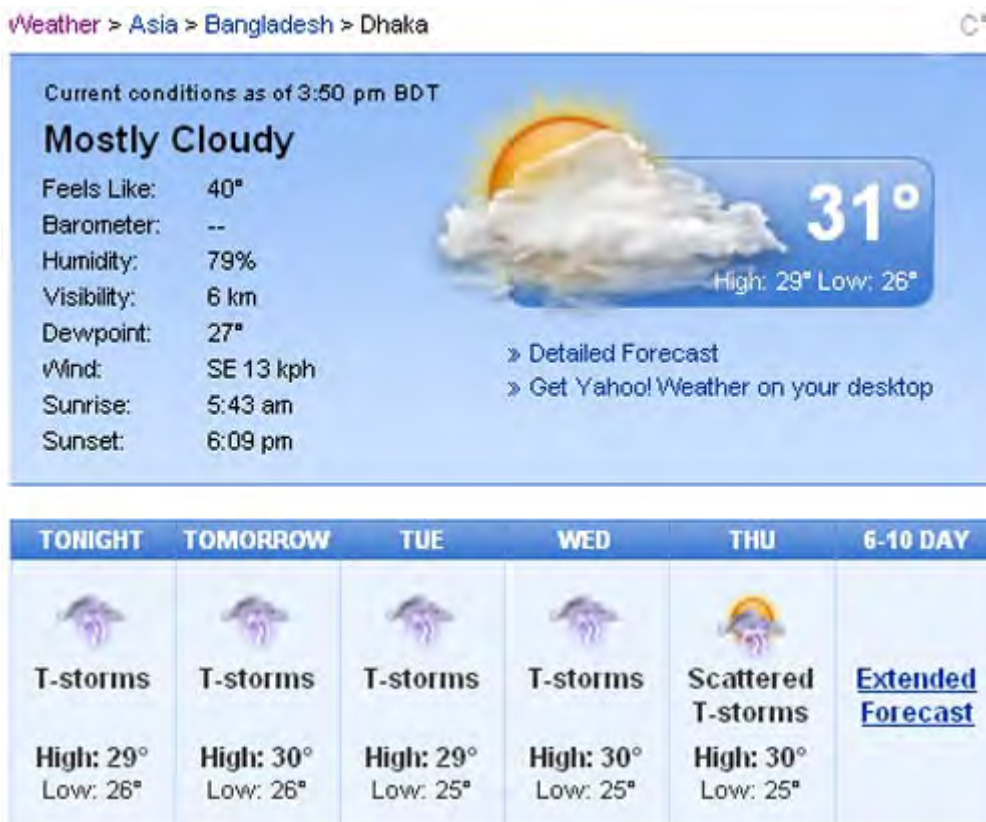 Weather > Asia > Bangladesh > Dhaka
C°
Current conditions as of 3:50 pm BDT
Mostly Cloudy
Feels Like: 40°
Barometer: --
Humidity: 79%
Visibility: 6 km
Dewpoint: 27°
Wind: SE 13 kph
Sunrise: 5:43 am
Sunset: 6:09 pm
31°
High: 29° Low: 26°
» Detailed Forecast
» Get Yahoo! Weather on your desktop
TONIGHT TOMORROW TUE WED THU 6-10 DAY
T-storms T-storms T-storms T-storms Scattered Extended
T-storms Forecast
High: 29° High: 30° High: 29° High: 30° High: 30°
Low: 26° Low: 26° Low: 25° Low: 25° Low: 25°